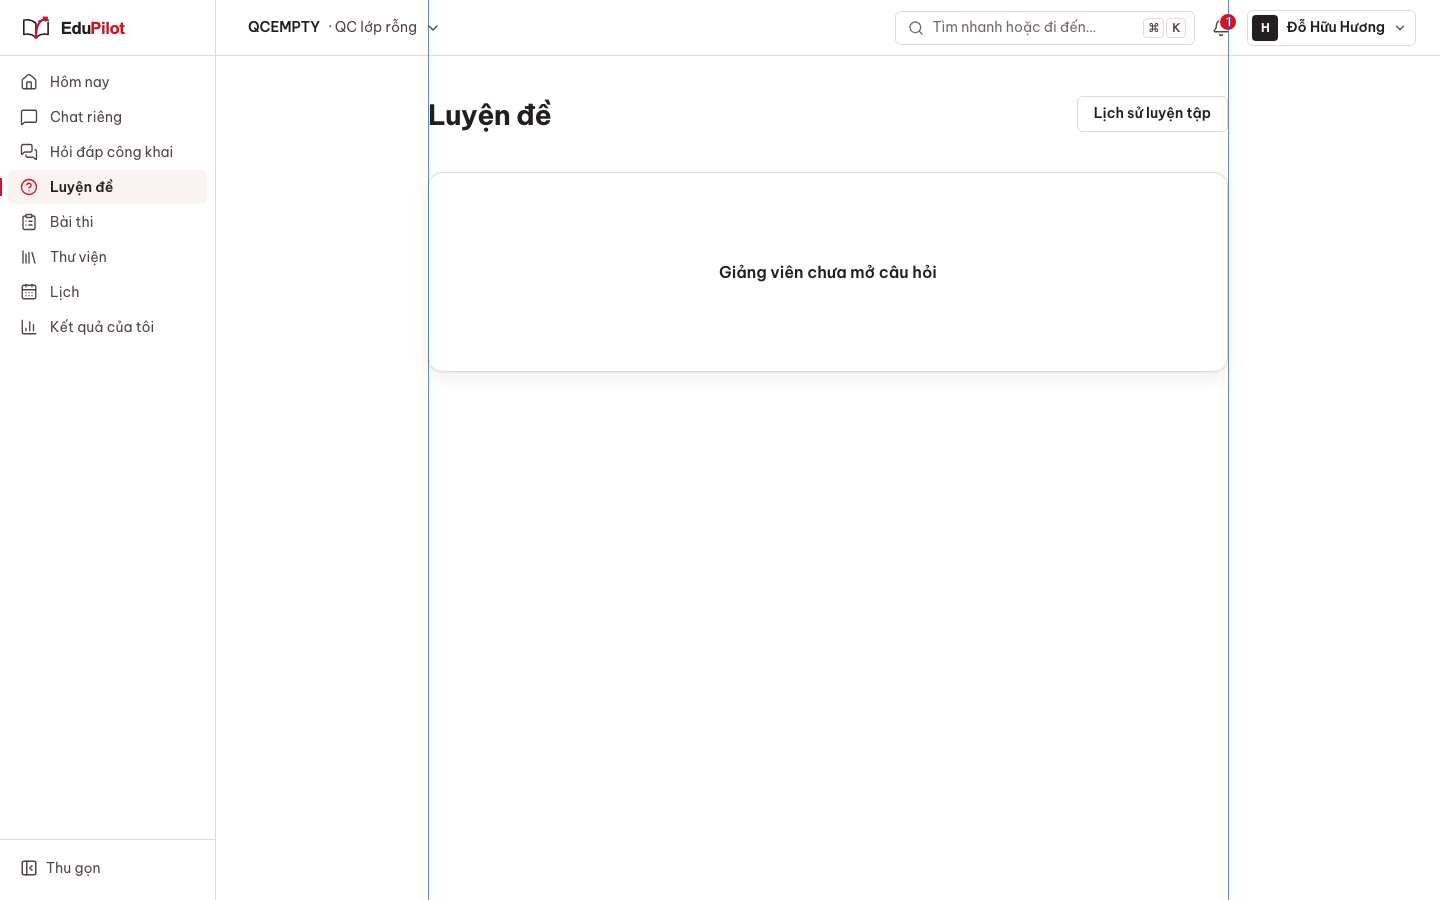 EduPilot
QCEMPTY · QC lớp rỗng
Tìm nhanh hoặc đi đến...
⌘ K
1
H
Đỗ Hữu Hương
Hôm nay
Chat riêng
Hỏi đáp công khai
Luyện đề
Bài thi
Thư viện
Lịch
Kết quả của tôi
Thu gọn
Luyện đề
Lịch sử luyện tập
Giảng viên chưa mở câu hỏi